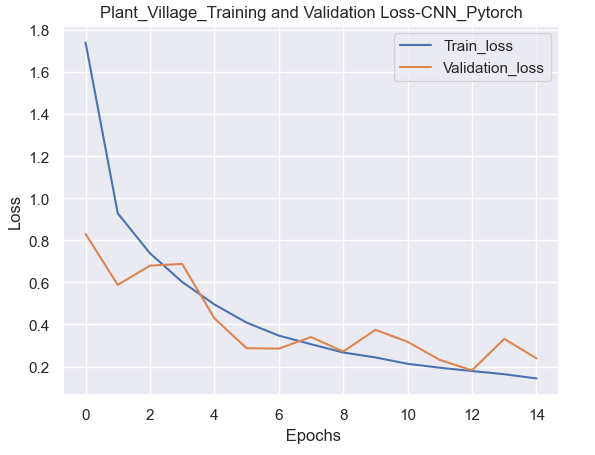 Plant_Village_Training and Validation Loss-CNN_Pytorch
Train_loss
Validation_loss
1.8
1.6
1.4
1.2
1.0
0.8
0.6
0.4
0.2
Loss
0 2 4 6 8 10 12 14
Epochs